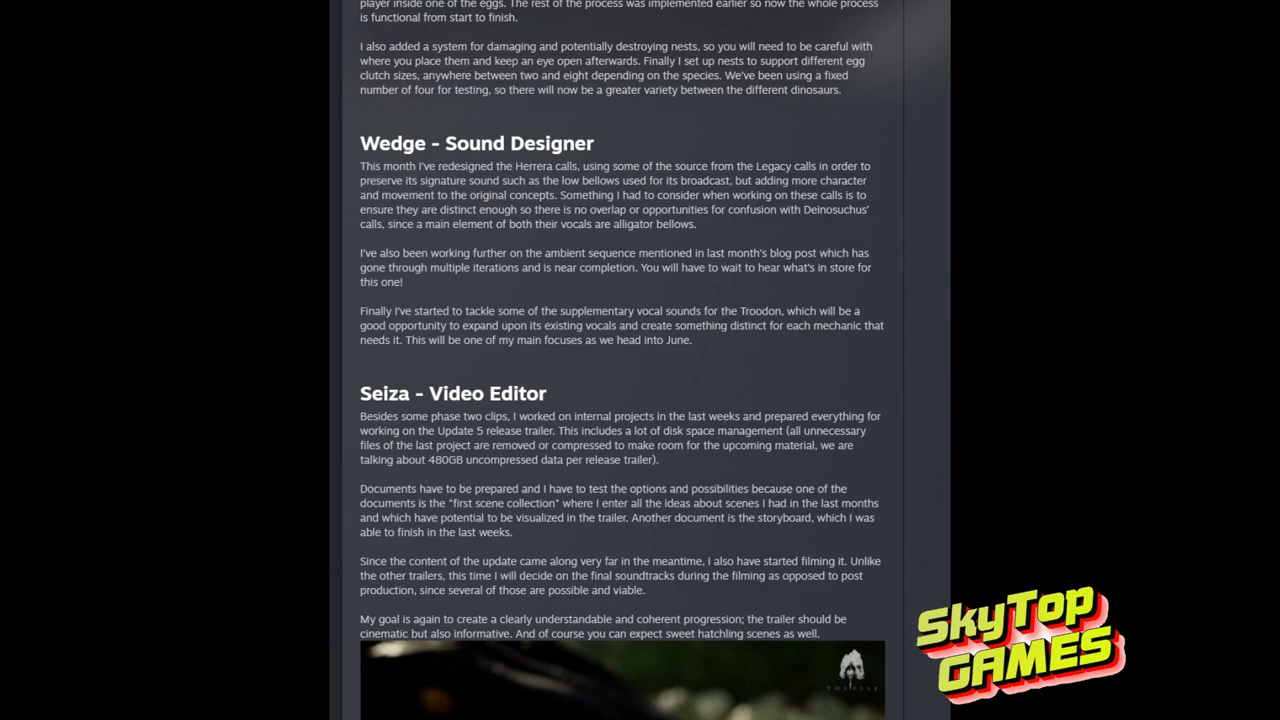 player inside one of the eggs. The rest of the process was implemented earlier so now the whole process
is functional from start to finish.
I also added a system for damaging and potentially destroying nests, so you will need to be careful with
where you place them and keep an eye open afterwards. Finally I set up nests to support different egg
clutch sizes, anywhere between two and eight depending on the species. We've been using a fixed
number of four for testing, so there will now be a greater variety between the different dinosaurs.
Wedge - Sound Designer
This month I've redesigned the Herrera calls, using some of the source from the Legacy calls in order to
preserve its signature sound such as the low bellows used for its broadcast, but adding more character
and movement to the original concepts. Something I had to consider when working on these calls is to
ensure they are distinct enough so there is no overlap or opportunities for confusion with Deinosuchus'
calls, since a main element of both their vocals are alligator bellows.
I've also been working further on the ambient sequence mentioned in last month's blog post which has
gone through multiple iterations and is near completion. You will have to wait to hear what's in store for
this one!
Finally I've started to tackle some of the supplementary vocal sounds for the Troodon, which will be a
good opportunity to expand upon its existing vocals and create something distinct for each mechanic that
needs it. This will be one of my main focuses as we head into June.
Seiza - Video Editor
Besides some phase two clips, I worked on internal projects in the last weeks and prepared everything for
working on the Update 5 release trailer. This includes a lot of disk space management (all unnecessary
files of the last project are removed or compressed to make room for the upcoming material, we are
talking about 480GB uncompressed data per release trailer).
Documents have to be prepared and I have to test the options and possibilities because one of the
documents is the "first scene collection" where I enter all the ideas about scenes I had in the last months
and which have potential to be visualized in the trailer. Another document is the storyboard, which I was
able to finish in the last weeks.
Since the content of the update came along very far in the meantime, I also have started filming it. Unlike
the other trailers, this time I will decide on the final soundtracks during the filming as opposed to post
production, since several of those are possible and viable.
My goal is again to create a clearly understandable and coherent progression; the trailer should be
cinematic but also informative. And of course you can expect sweet hatchling scenes as well.
THE ISLE
SkyTop
GAMES